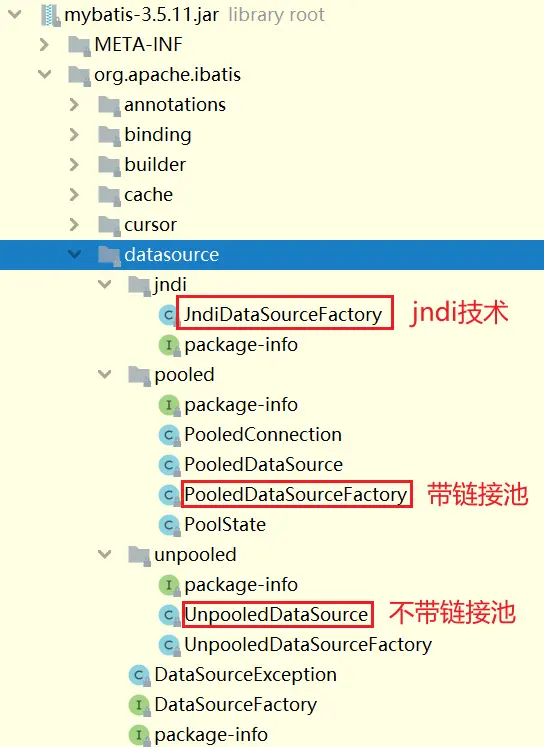 mybatis-3.5.11.jar library root
META-INF
org.apache.ibatis
annotations
binding
builder
cache
cursor
datasource
jndi
C JndiDataSourceFactory jndi技术
I package-info
pooled
I package-info
C PooledConnection
C PooledDataSource
C PooledDataSourceFactory 带链接池
C PoolState
unpooled
I package-info
C UnpooledDataSource 不带链接池
C UnpooledDataSourceFactory
C DataSourceException
I DataSourceFactory
I package-info